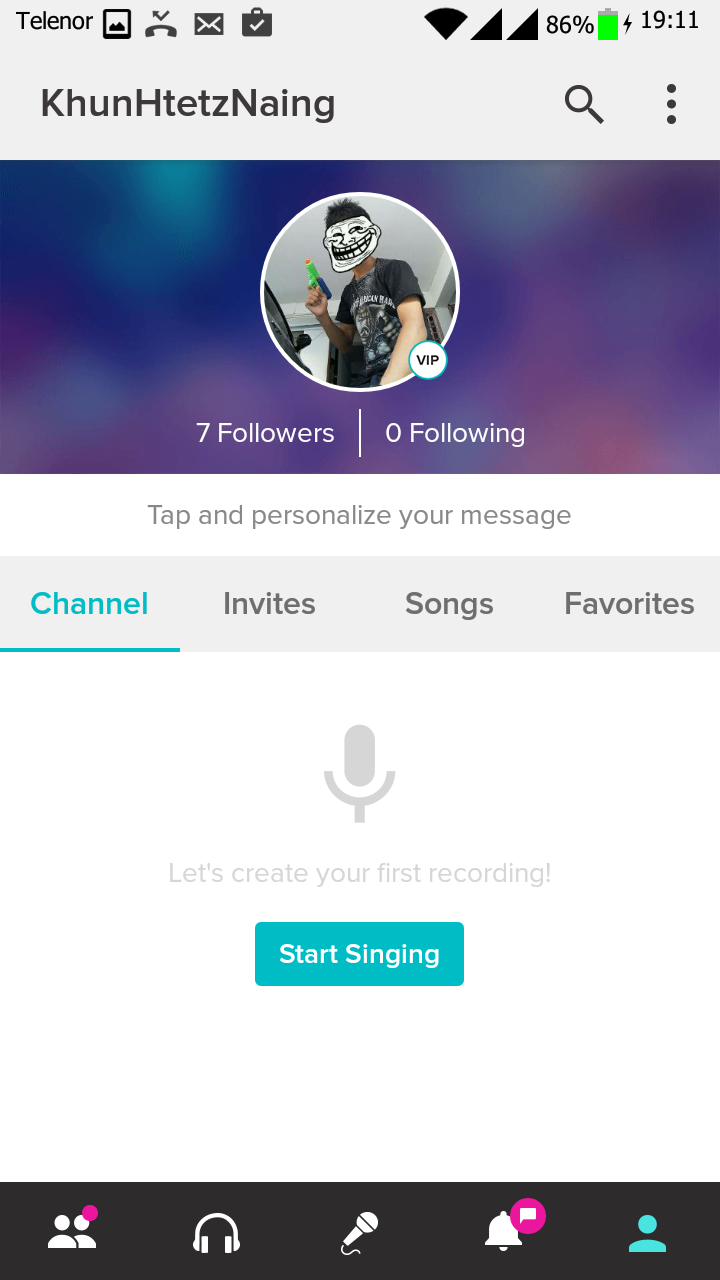 Telenor 86% 19:11
KhunHtetzNaing
VIP
7 Followers 0 Following
Tap and personalize your message
Channel Invites Songs Favorites
Let's create your first recording!
Start Singing